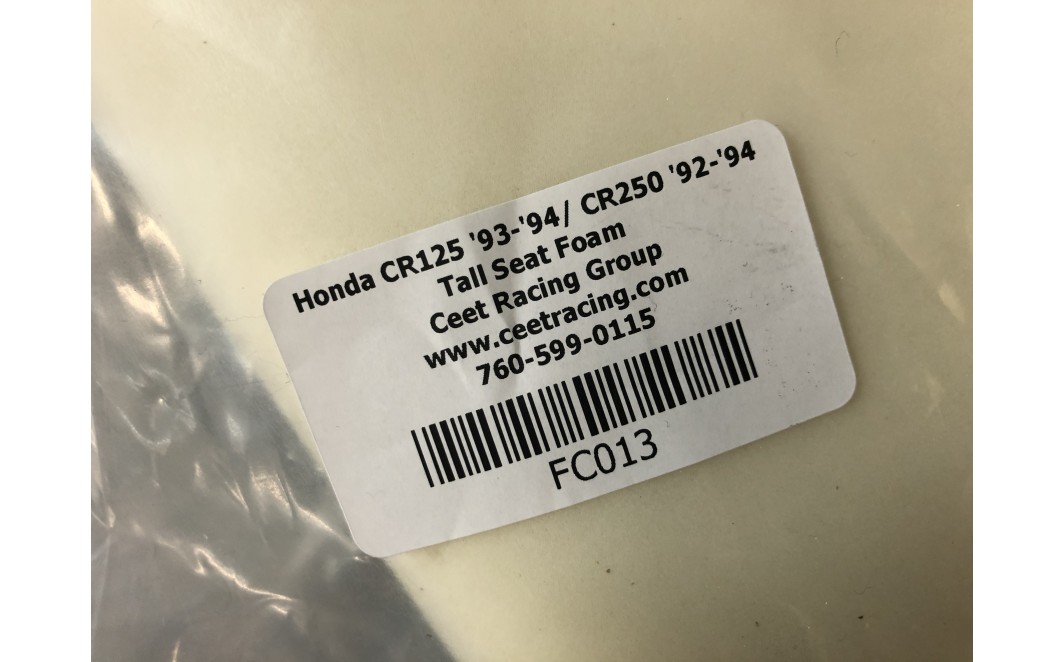 Honda CR125 '93-'94/ CR250 '92-'94
Tall Seat Foam
Ceet Racing Group
www.ceetracing.com
760-599-0115
FC013